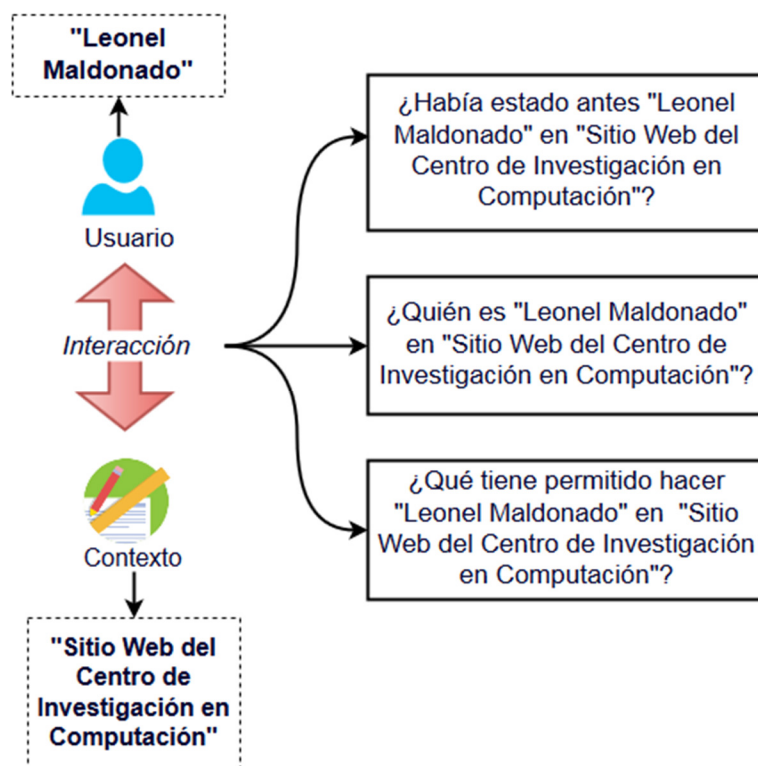 "Leonel
Maldonado"
Usuario
Interacción
Contexto
"Sitio Web del
Centro de
Investigación en
Computación"
¿Había estado antes "Leonel
Maldonado" en "Sitio Web del
Centro de Investigación en
Computación"?
¿Quién es "Leonel Maldonado"
en "Sitio Web del Centro de
Investigación en Computación"?
¿Qué tiene permitido hacer
"Leonel Maldonado" en "Sitio
Web del Centro de Investigación
en Computación"?